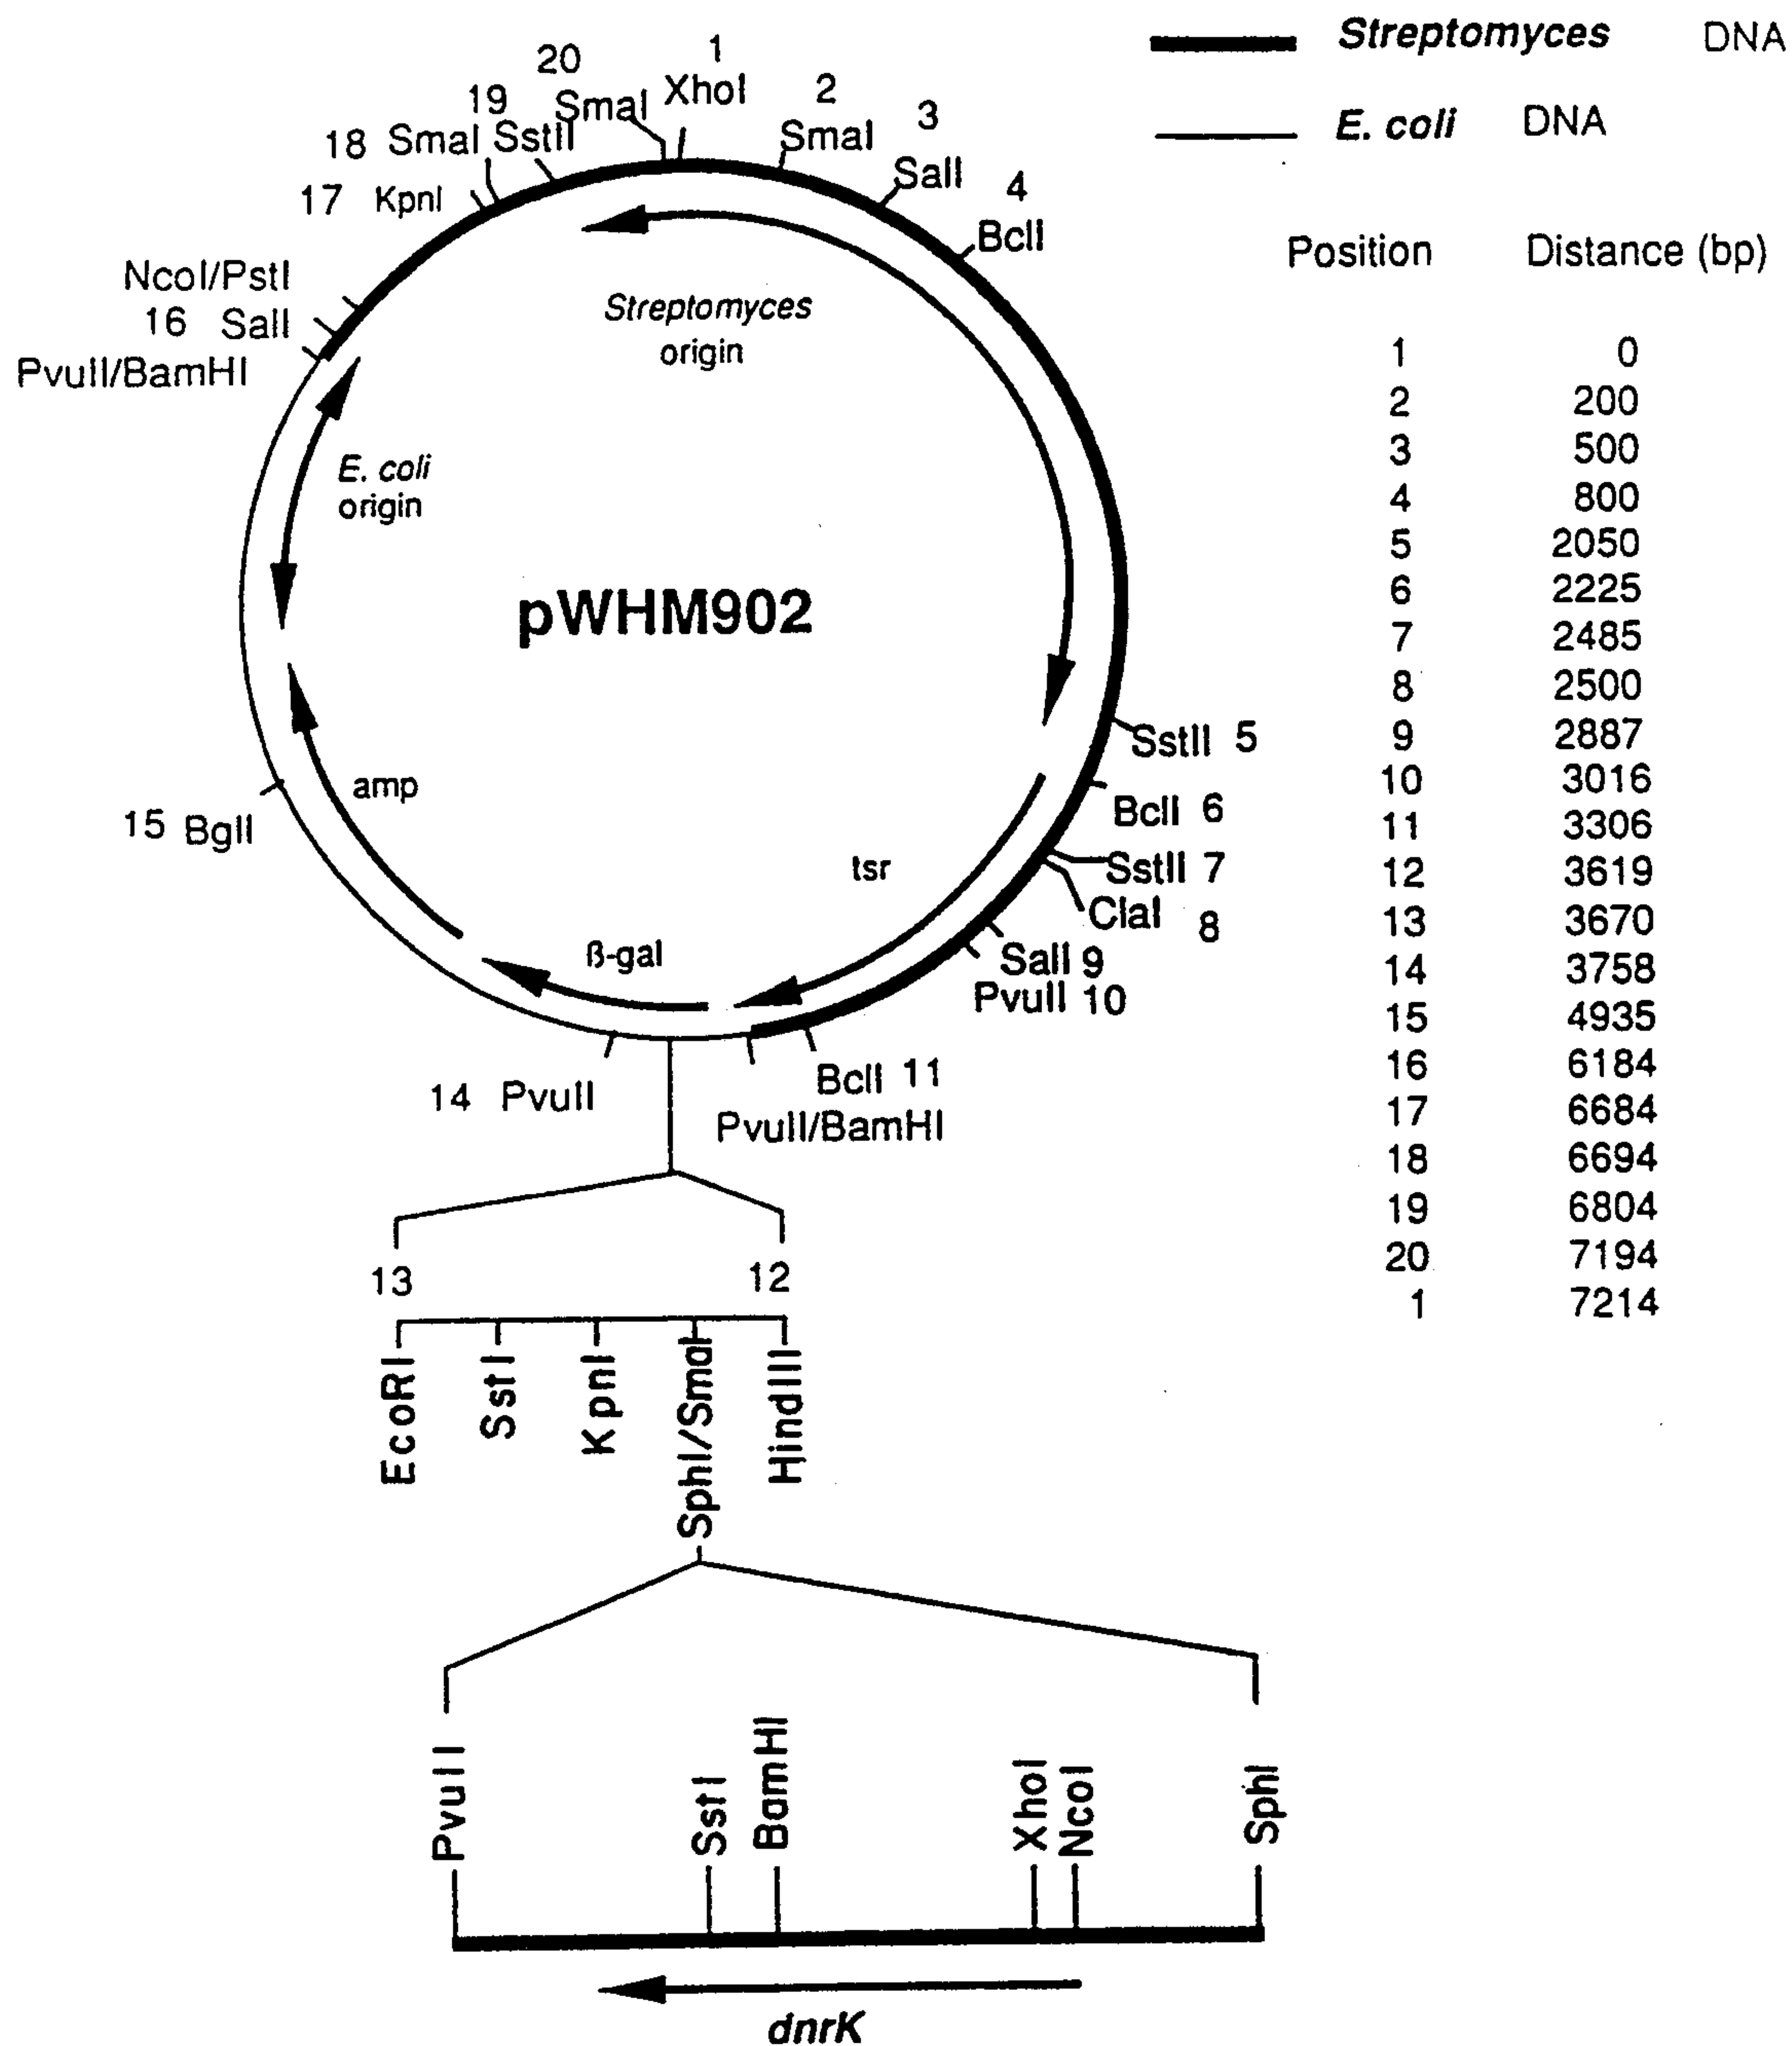 Streptomyces DNA
E. coli DNA
1
XhoI
2
SmaI
3
SalI
4
BclI
20
SmaI
19
SstII
18 SmaI
17 KpnI
NcoI/PstI
16 SalI
PvuII/BamHI
Streptomyces
origin
E. coli
origin
pWHM902
amp
15 BglI
β-gal
tsr
SstII 5
BclI 6
SstII 7
ClaI 8
SalI 9
PvuII 10
BclI 11
PvuII/BamHI
14 PvuII
13
12
EcoRI
SstI
KpnI
SphI/SmaI
HindIII
PvuII
SstI
BamHI
XhoI
NcoI
SphI
dnrK
Position Distance (bp)
1 0
2 200
3 500
4 800
5 2050
6 2225
7 2485
8 2500
9 2887
10 3016
11 3306
12 3619
13 3670
14 3758
15 4935
16 6184
17 6684
18 6694
19 6804
20 7194
1 7214